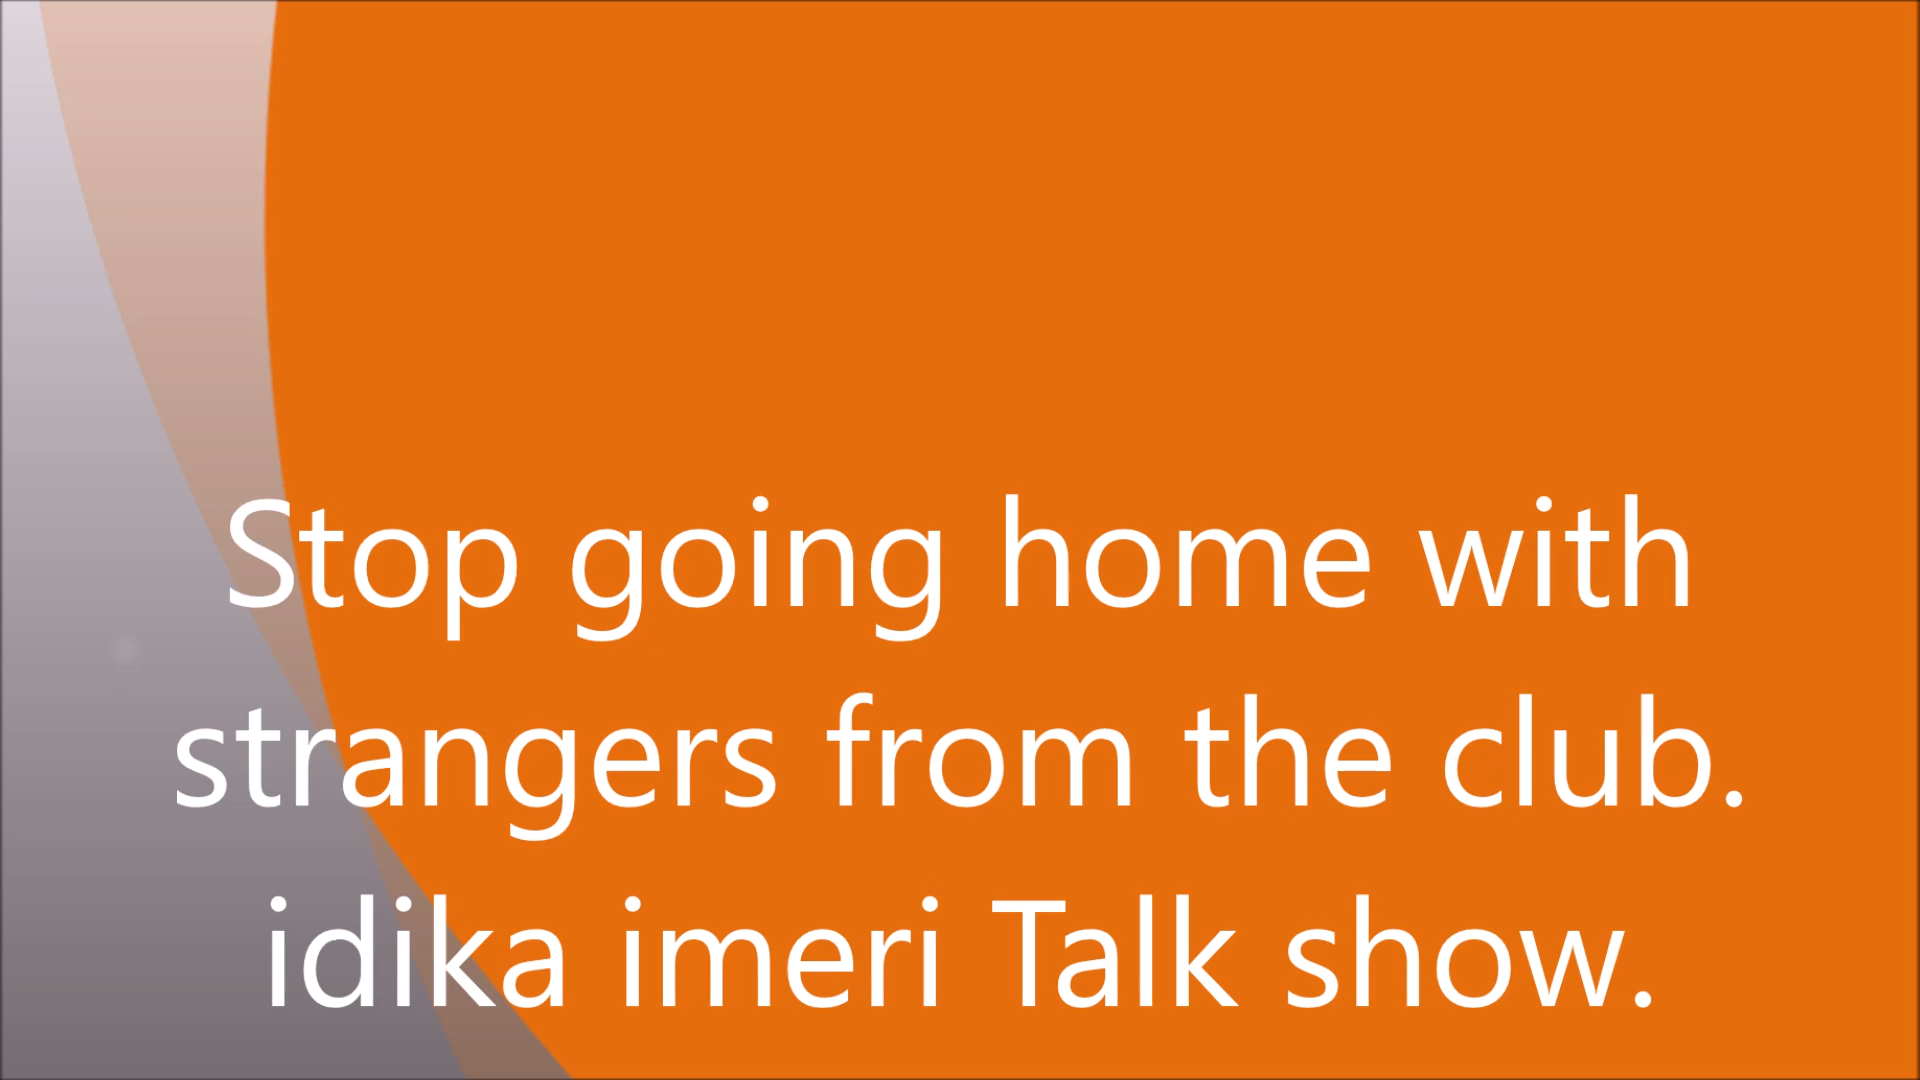 Stop going home with
strangers from the club.
idika imeri Talk show.